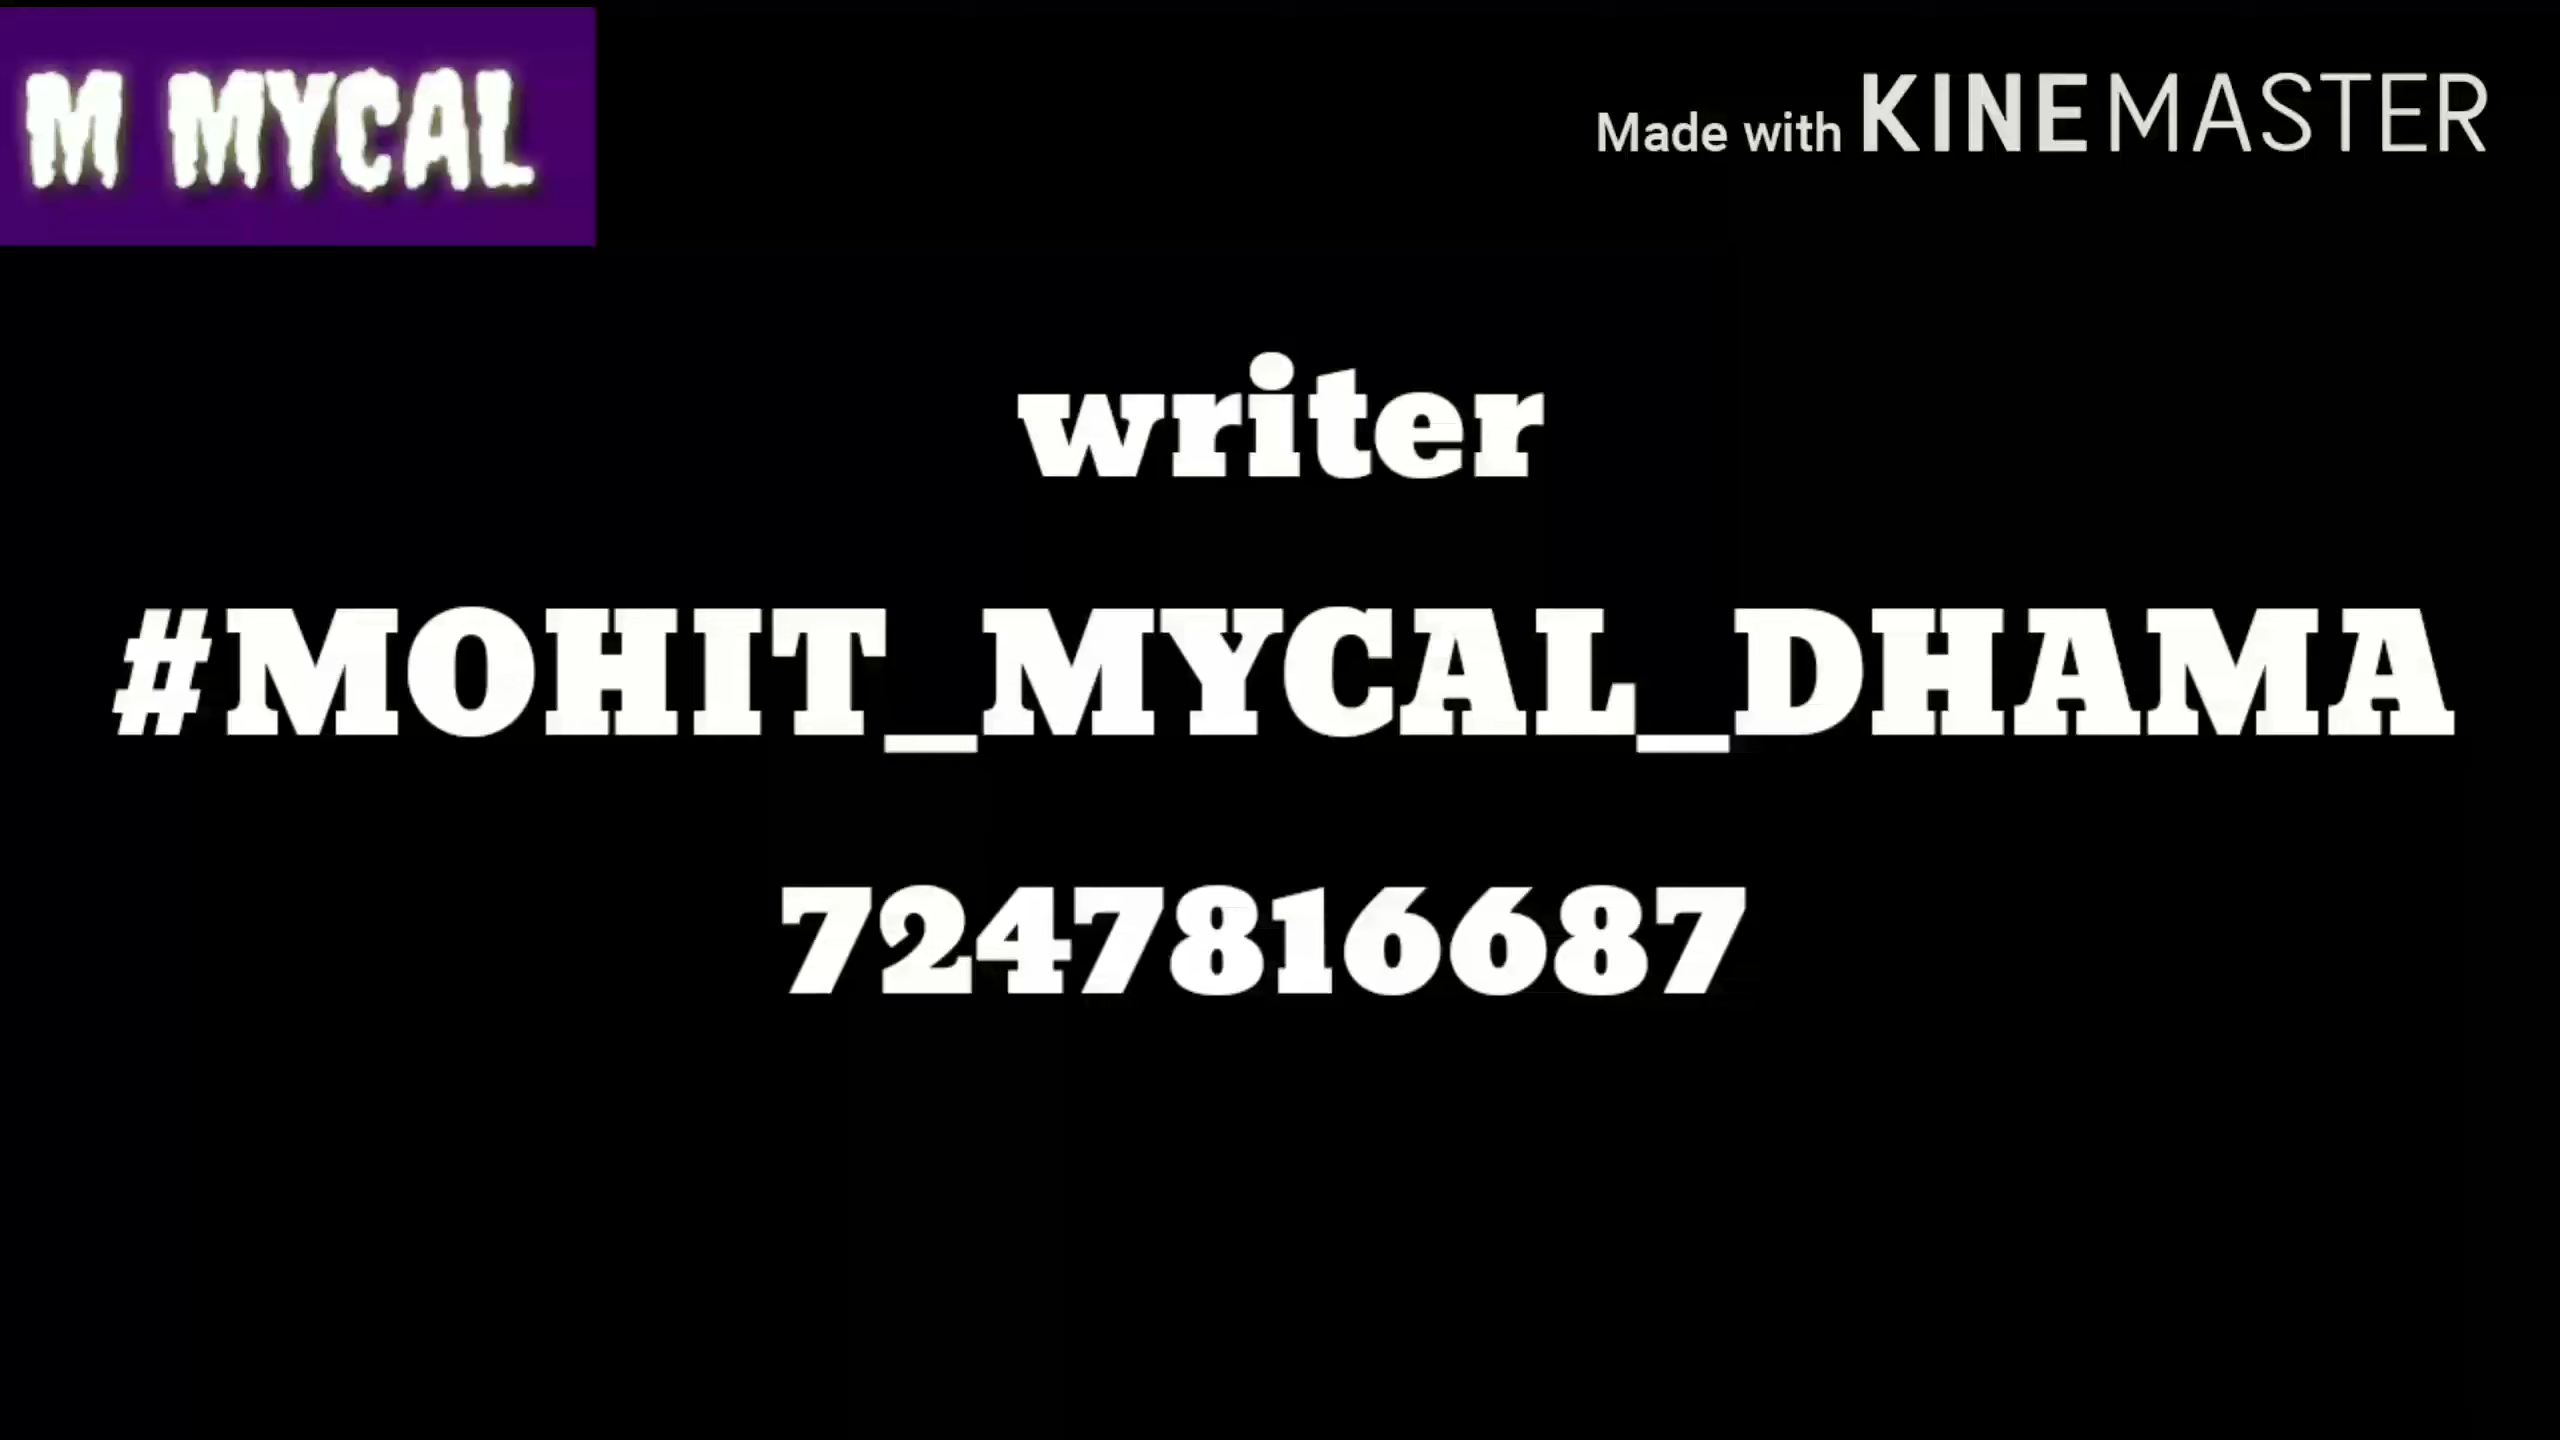 M MYCAL
Made with KINEMASTER
writer
#MOHIT_MYCAL_DHAMA
7247816687